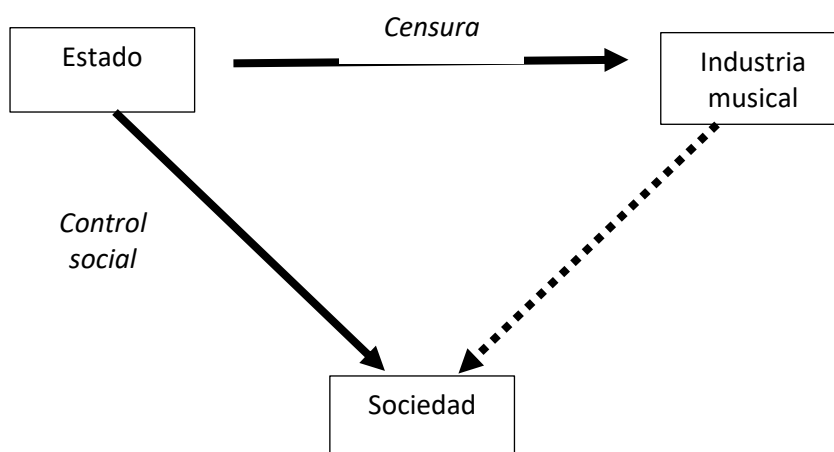 Censura
Estado
Industria
musical
Control
social
Sociedad